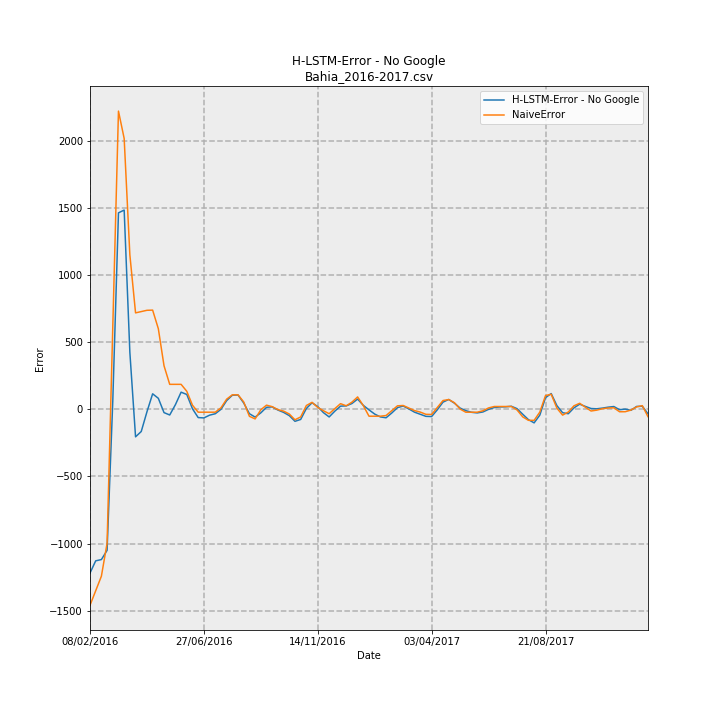 H-LSTM-Error - No Google
Bahia_2016-2017.csv
H-LSTM-Error - No Google
NaiveError
2000
1500
1000
500
0
−500
−1000
−1500
Error
08/02/2016
27/06/2016
14/11/2016
03/04/2017
21/08/2017
Date